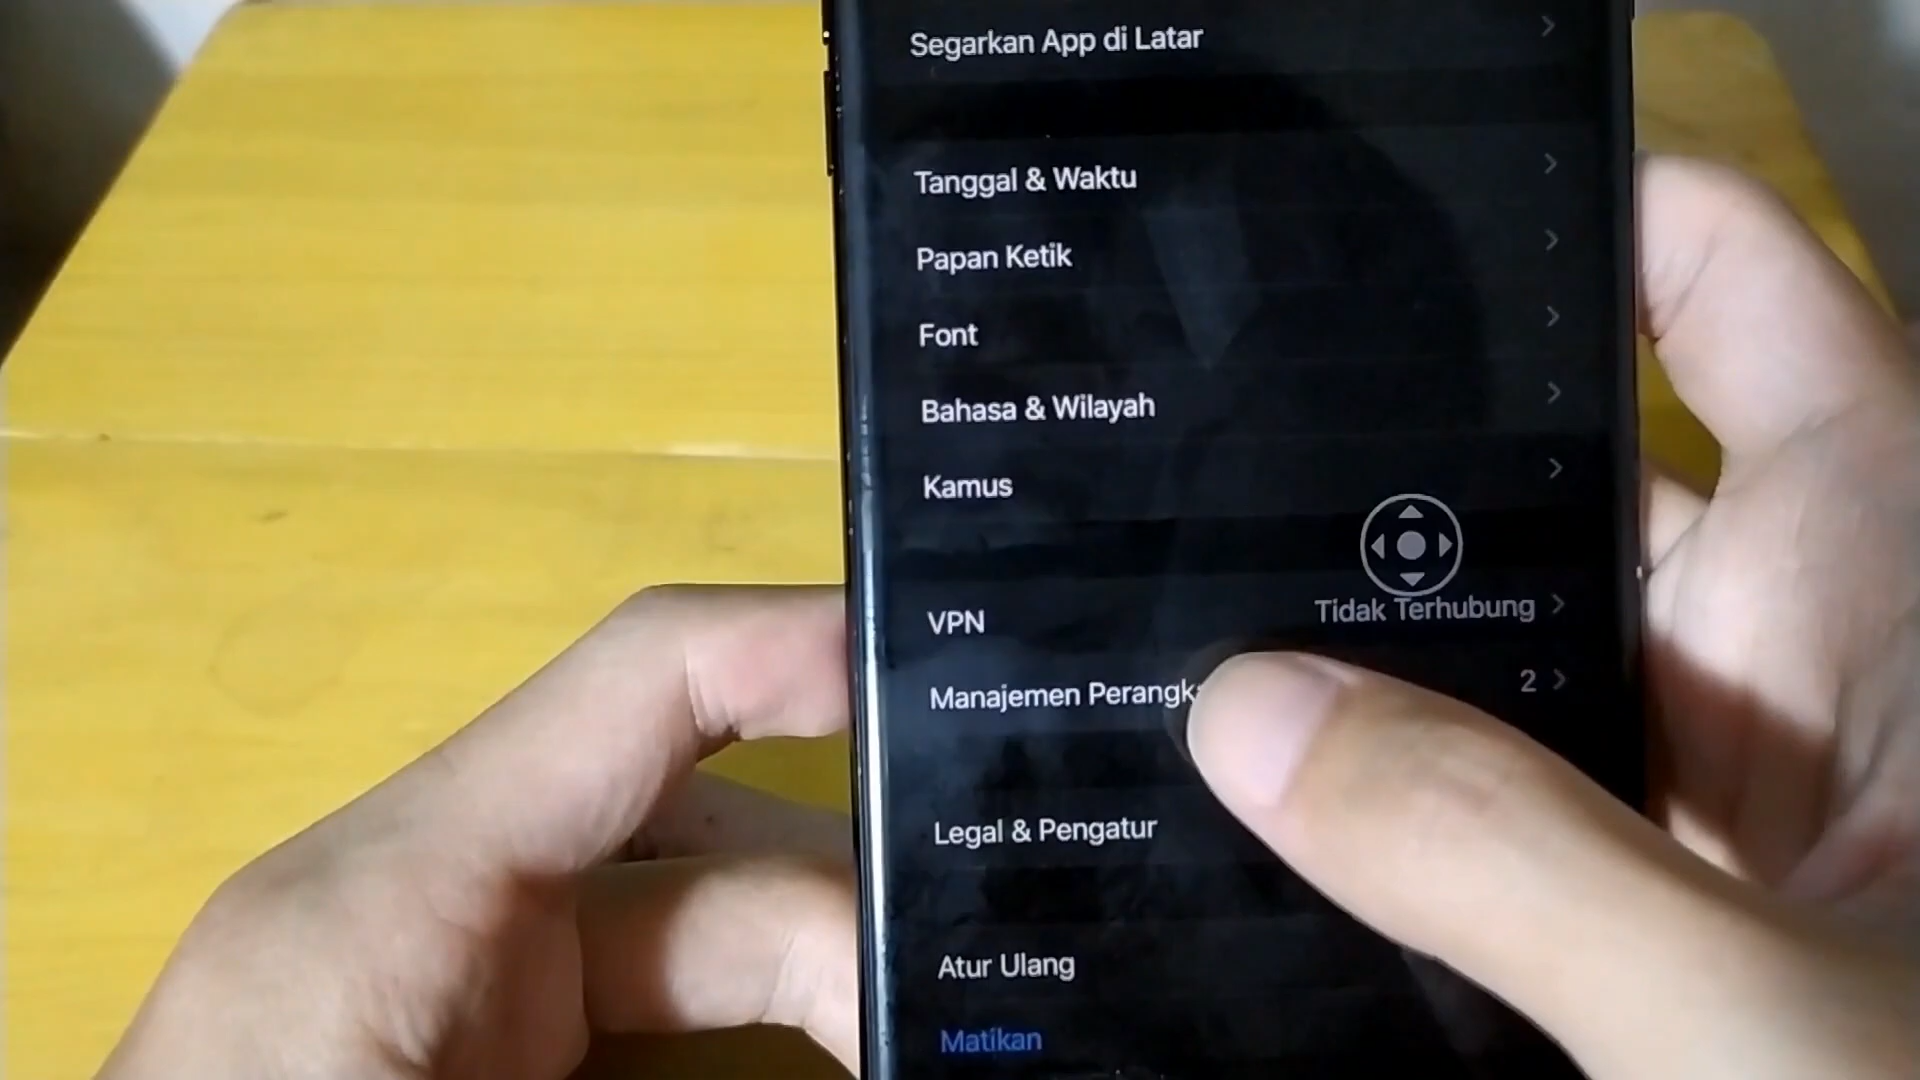 Segarkan App di Latar
Tanggal & Waktu
Papan Ketik
Font
Bahasa & Wilayah
Kamus
VPN Tidak Terhubung
Manajemen 2
Legal & Pengatur
Atur Ulang
Matikan